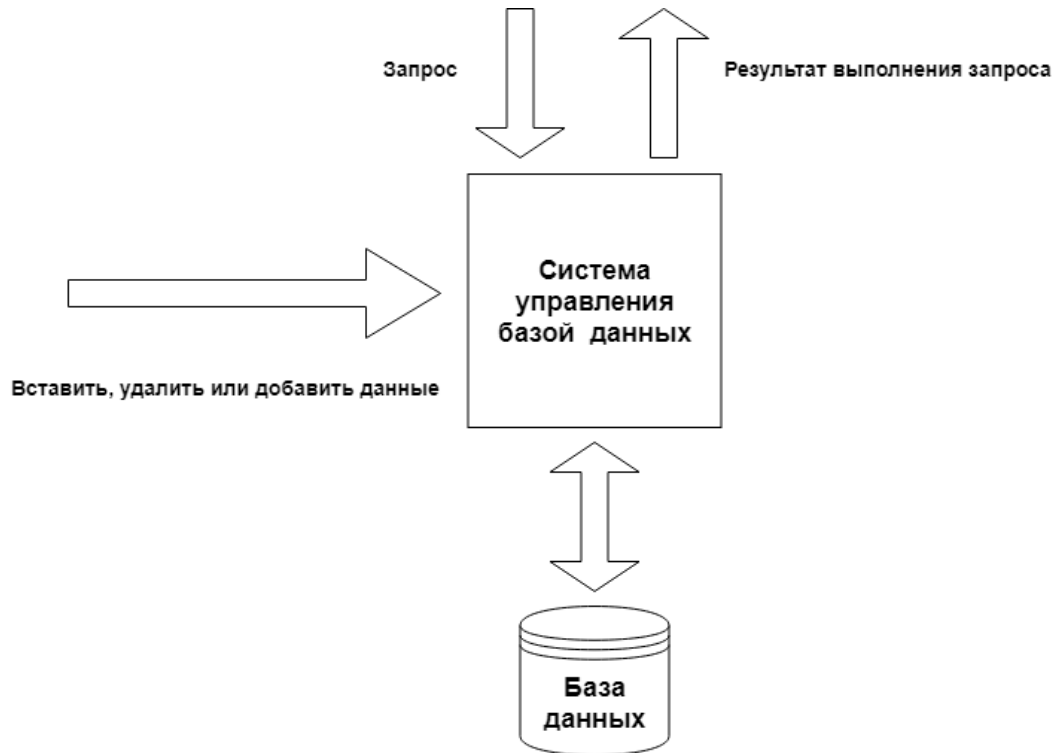 Запрос
Результат выполнения запроса
Система
управления
базой данных
Вставить, удалить или добавить данные
База
данных